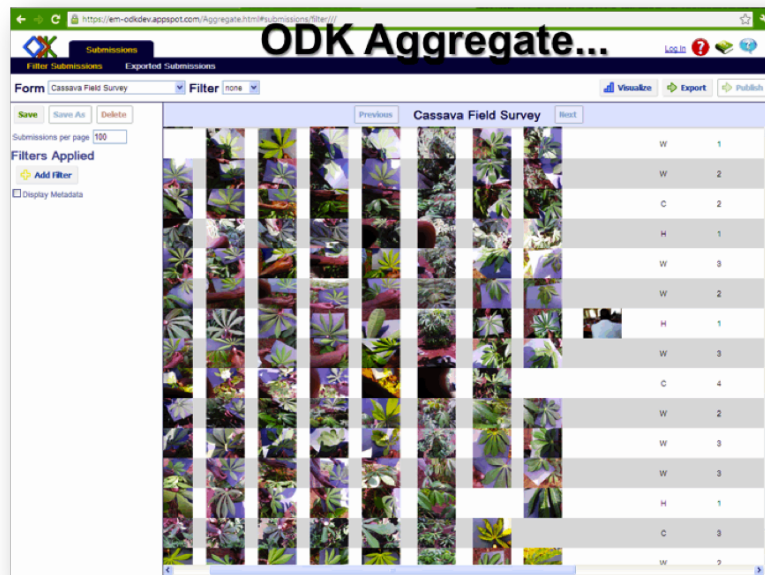 https://em-odkdev.appspot.com/Aggregate.html#submissions/filter///
ODK Aggregate...
Submissions
Log In
Filter Submissions Exported Submissions
Form Cassava Field Survey Filter none Visualize Export Publish
Save Save As Delete Previous Cassava Field Survey Next
Submissions per page 100
Filters Applied
Add Filter
Display Metadata
W 1
W 2
C 2
H 1
W 3
W 2
H 1
W 3
C 4
W 2
W 3
W 3
H 1
C 3
W 2